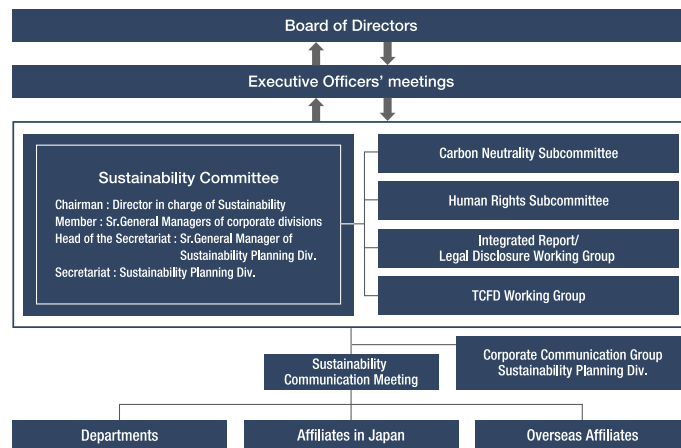 Board of Directors
Executive Officers' meetings
Sustainability Committee
Chairman : Director in charge of Sustainability
Member : Sr.General Managers of corporate divisions
Head of the Secretariat : Sr.General Manager of
Sustainability Planning Div.
Secretariat : Sustainability Planning Div.
Carbon Neutrality Subcommittee
Human Rights Subcommittee
Integrated Report/
Legal Disclosure Working Group
TCFD Working Group
Sustainability
Communication Meeting
Corporate Communication Group
Sustainability Planning Div.
Departments
Affiliates in Japan
Overseas Affiliates